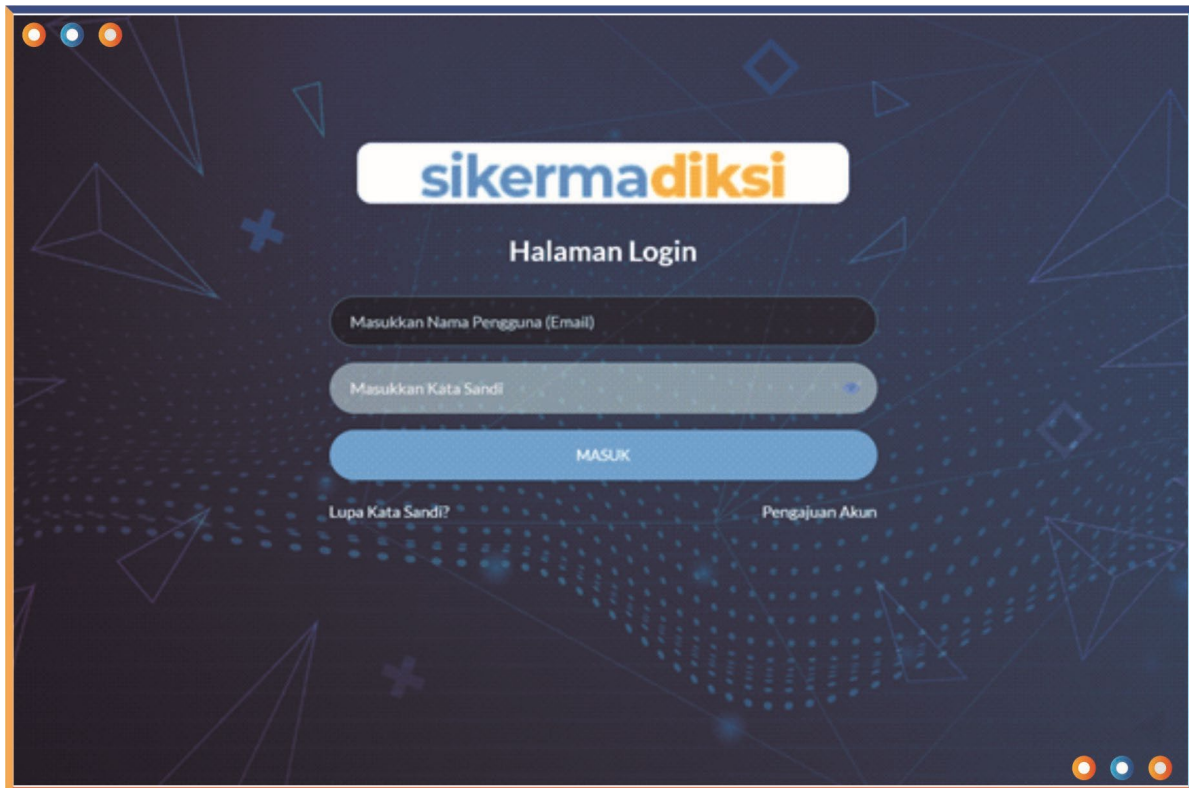 sikermadiksi
Halaman Login
Masukkan Nama Pengguna (Email)
Masukkan Kata Sandi
MASUK
Lupa Kata Sandi?
Pengajuan Akun